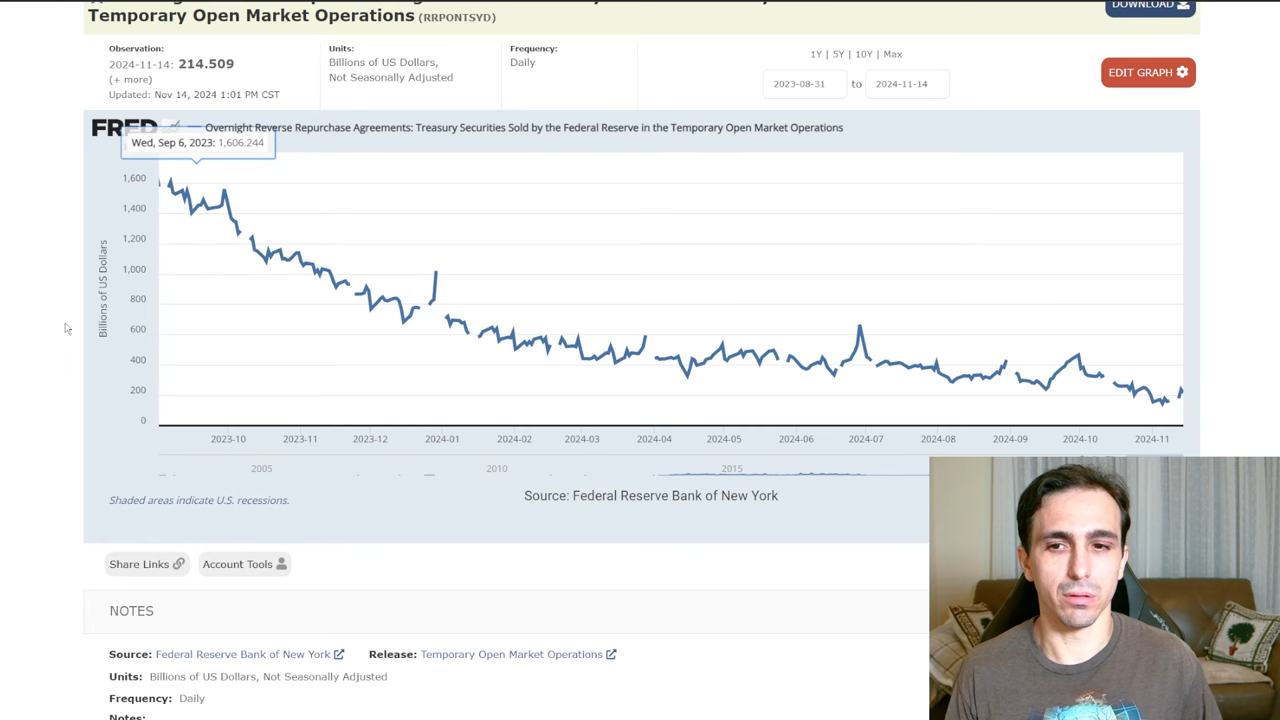 Temporary Open Market Operations (RRPONTSYD)
DOWNLOAD
Observation:
2024-11-14: 214.509
(+ more)
Updated: Nov 14, 2024 1:01 PM CST
Units:
Billions of US Dollars,
Not Seasonally Adjusted
Frequency:
Daily
1Y | 5Y | 10Y | Max
2023-08-31 to 2024-11-14
EDIT GRAPH
FRED
Overnight Reverse Repurchase Agreements: Treasury Securities Sold by the Federal Reserve in the Temporary Open Market Operations
Wed, Sep 6, 2023: 1,606.244
Billions of US Dollars
1,600
1,400
1,200
1,000
800
600
400
200
0
2023-10 2023-11 2023-12 2024-01 2024-02 2024-03 2024-04 2024-05 2024-06 2024-07 2024-08 2024-09 2024-10 2024-11
2005 2010 2015
Shaded areas indicate U.S. recessions.
Source: Federal Reserve Bank of New York
Share Links
Account Tools
NOTES
Source: Federal Reserve Bank of New York
Release: Temporary Open Market Operations
Units: Billions of US Dollars, Not Seasonally Adjusted
Frequency: Daily
Notes: